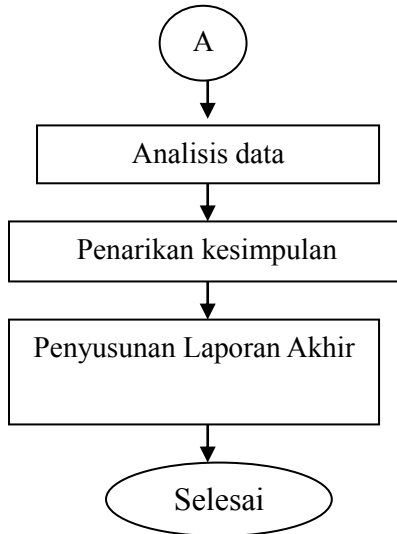 A
Analisis data
Penarikan kesimpulan
Penyusunan Laporan Akhir
Selesai